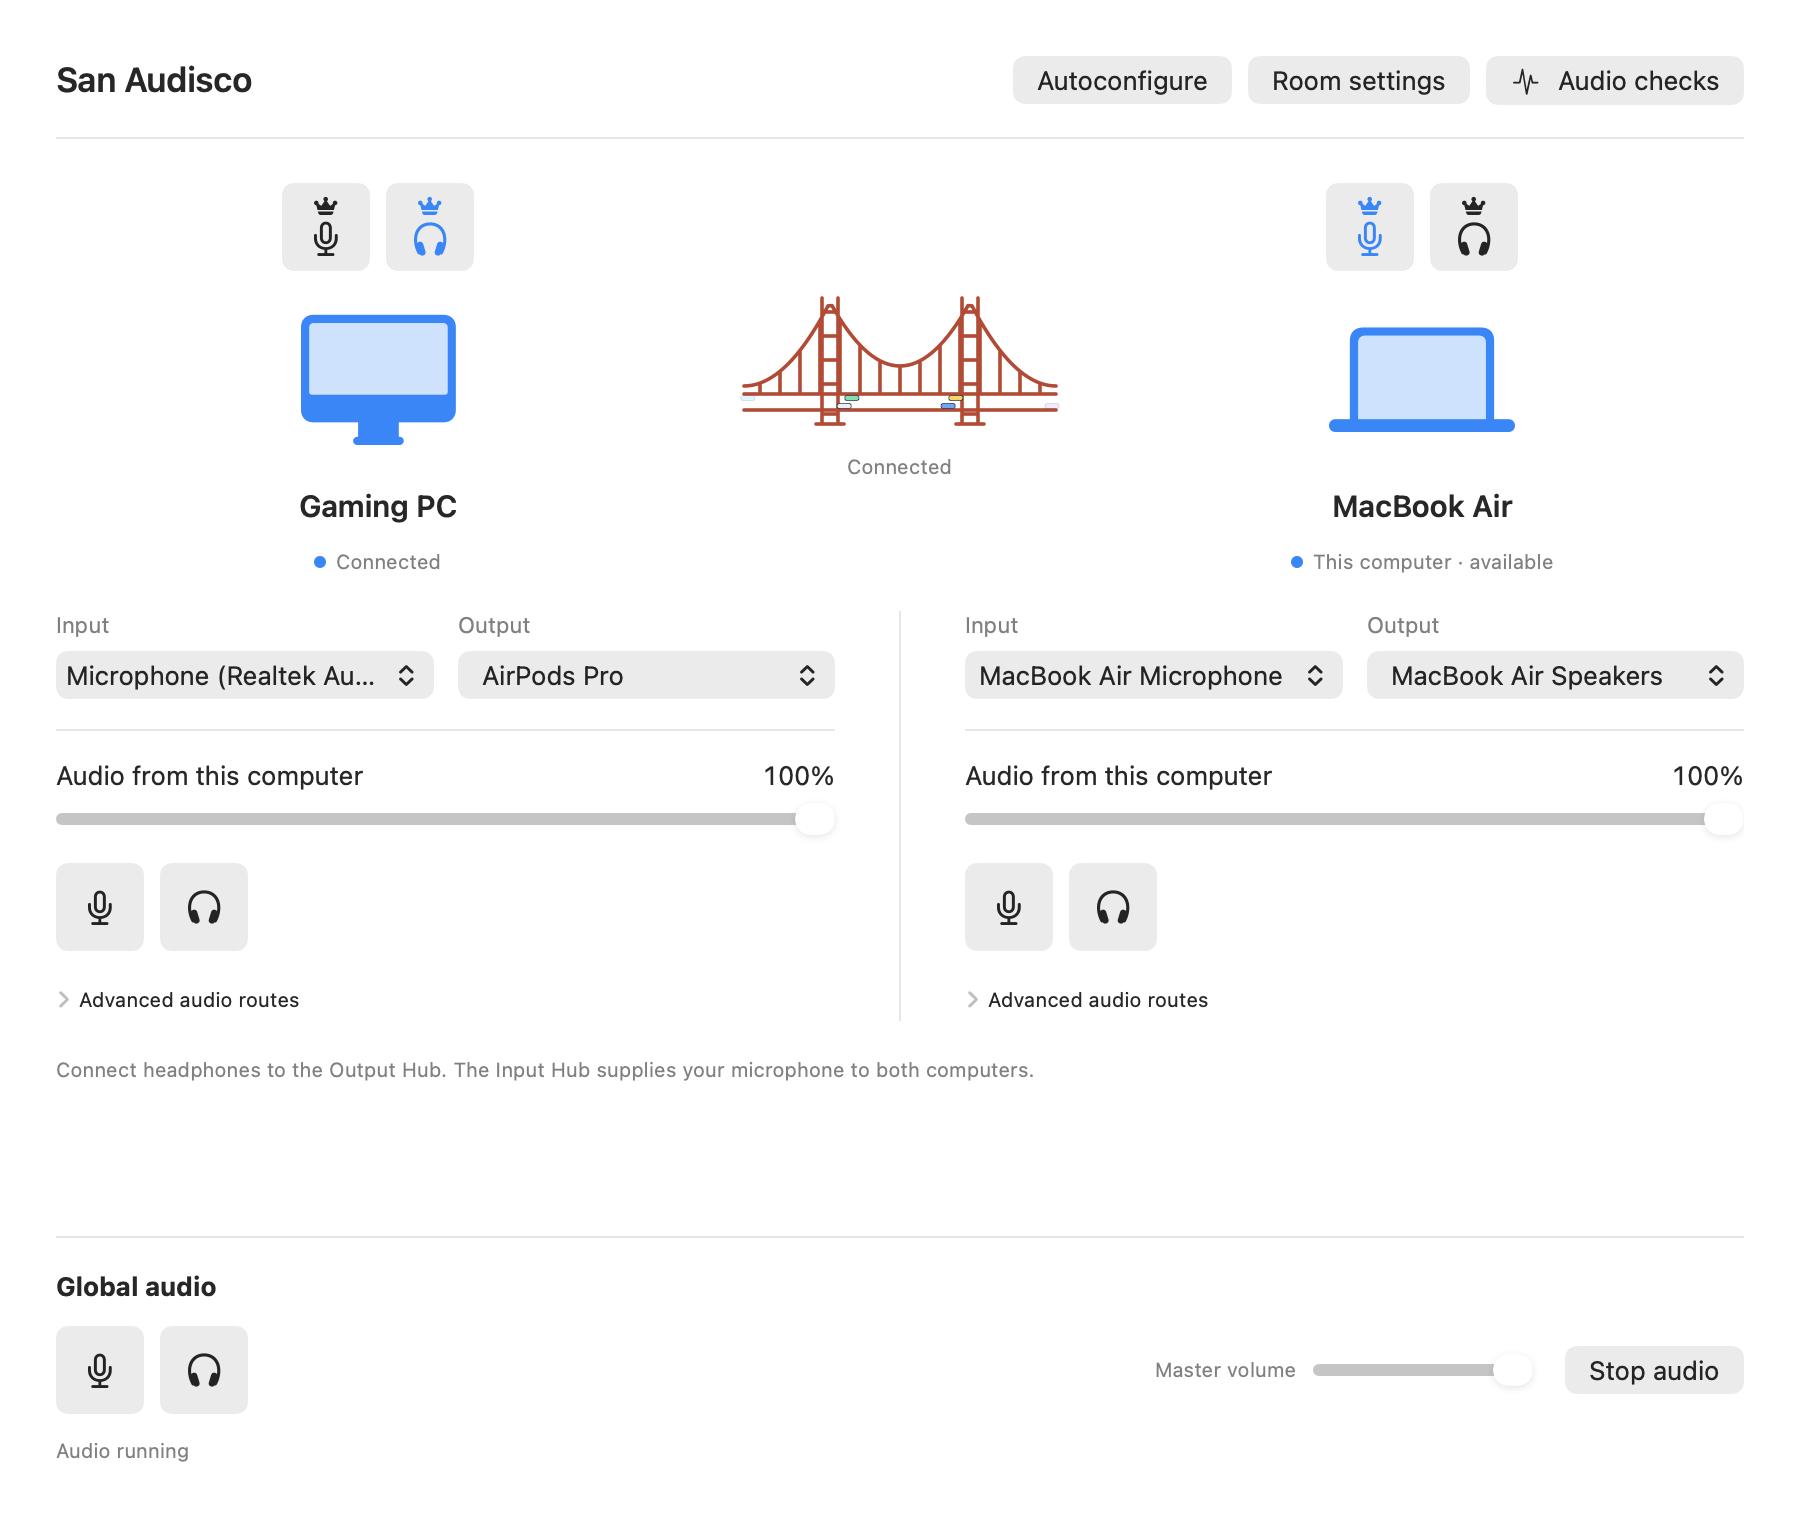 San Audisco
Autoconfigure
Room settings
Audio checks
Connected
Gaming PC
Connected
MacBook Air
This computer · available
Input
Output
Microphone (Realtek Au...
AirPods Pro
Input
Output
MacBook Air Microphone
MacBook Air Speakers
Audio from this computer
100%
Audio from this computer
100%
Advanced audio routes
Advanced audio routes
Connect headphones to the Output Hub. The Input Hub supplies your microphone to both computers.
Global audio
Master volume
Stop audio
Audio running